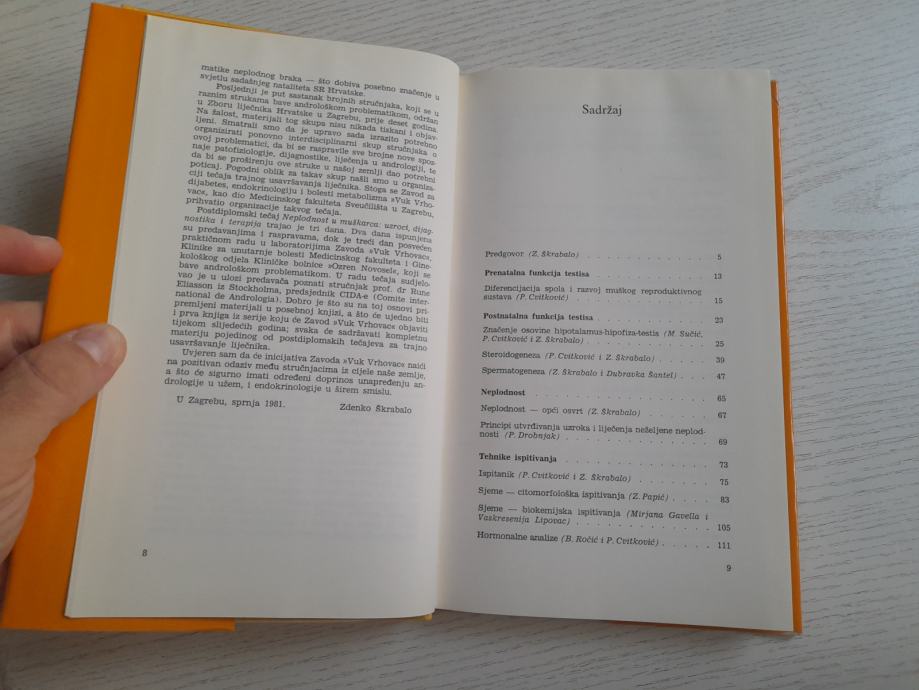 matike neplodnog braka — što dobiva posebno značenje u
svjetlu sadašnjeg nataliteta SR Hrvatske.
Posljednji je put sastanak brojnih stručnjaka, koji se u
raznim strukama bave androloškom problematikom, održan
u Zboru liječnika Hrvatske u Zagrebu, prije deset godina.
Na žalost, materijali tog skupa nisu nikada tiskani i objav-
ljeni. Smatrali smo da je upravo sada izrazito potrebno
organizirati ponovno interdisciplinarni skup stručnjaka o
ovoj problematici, da bi se raspravile sve brojne nove spoz-
naje patofiziologije, dijagnostike, liječenja u andrologiji, te
da bi se proširenju ove struke u našoj zemlji dao potrebni
poticaj. Pogodni oblik za takav skup našli smo u organiza-
ciji tečaja trajnog usavršavanja liječnika. Stoga se Zavod za
dijabetes, endokrinologiju i bolesti metabolizma »Vuk Vrho-
vac«, kao dio Medicinskog fakulteta Sveučilišta u Zagrebu,
prihvatio organizacije takvog tečaja.
Postdiplomski tečaj Neplodnost u muškarca: uzroci, dijag-
nostika i terapija trajao je tri dana. Dva dana ispunjena
su predavanjima i raspravama, dok je treći dan posvećen
praktičnom radu u laboratorijima Zavoda »Vuk Vrhovac«,
Klinike za unutarnje bolesti Medicinskog fakulteta i Gine-
kološkog odjela Kliničke bolnice »Ozren Novosel«, koji se
bave androloškom problematikom. U radu tečaja sudjelo-
vao je u ulozi predavača poznati stručnjak prof. dr Rune
Eliasson iz Stockholma, predsjednik CIDA-e (Comite inter-
national de Andrologia). Dobro je što su na toj osnovi pri-
premljeni materijali u posebnoj knjizi, a što će ujedno biti
i prva knjiga iz serije koju će Zavod »Vuk Vrhovac« objaviti
tijekom slijedećih godina; svaka će sadržavati kompletnu
materiju pojedinog od postdiplomskih tečajeva za trajno
usavršavanje liječnika.
Uvjeren sam da će inicijativa Zavoda »Vuk Vrhovac« naići
na pozitivan odaziv među stručnjacima iz cijele naše zemlje,
a što će sigurno imati određeni doprinos unapređenju an-
drologije u užem, i endokrinologije u širem smislu.
U Zagrebu, srpnja 1981. Zdenko Škrabalo
8
Sadržaj
Predgovor (Z. Škrabalo) . . . . . . . . . . 5
Prenatalna funkcija testisa . . . . . . . . . . 13
Diferencijacija spola i razvoj muškog reproduktivnog
sustava (P. Cvitković) . . . . . . . . . . 15
Postnatalna funkcija testisa . . . . . . . . . . 23
Značenje osovine hipotalamus-hipofiza-testis (M. Sučić,
P. Cvitković i Z. Škrabalo) . . . . . . . . . . 25
Steroidogeneza (P. Cvitković i Z. Škrabalo) . . . . . 39
Spermatogeneza (Z. Škrabalo i Dubravka Šantel) . . . 47
Neplodnost . . . . . . . . . . 65
Neplodnost — opći osvrt (Z. Škrabalo) . . . . . . 67
Principi utvrđivanja uzroka i liječenja neželjene neplod-
nosti (P. Drobnjak) . . . . . . . . . . 69
Tehnike ispitivanja . . . . . . . . . . 73
Ispitanik (P. Cvitković i Z. Škrabalo) . . . . . . 75
Sjeme — citomorfološka ispitivanja (Z. Papić) . . . . 83
Sjeme — biokemijska ispitivanja (Mirjana Gavella i
Vaskresenija Lipovac) . . . . . . . . . . 105
Hormonalne analize (B. Ročić i P. Cvitković) . . . . . 111
9